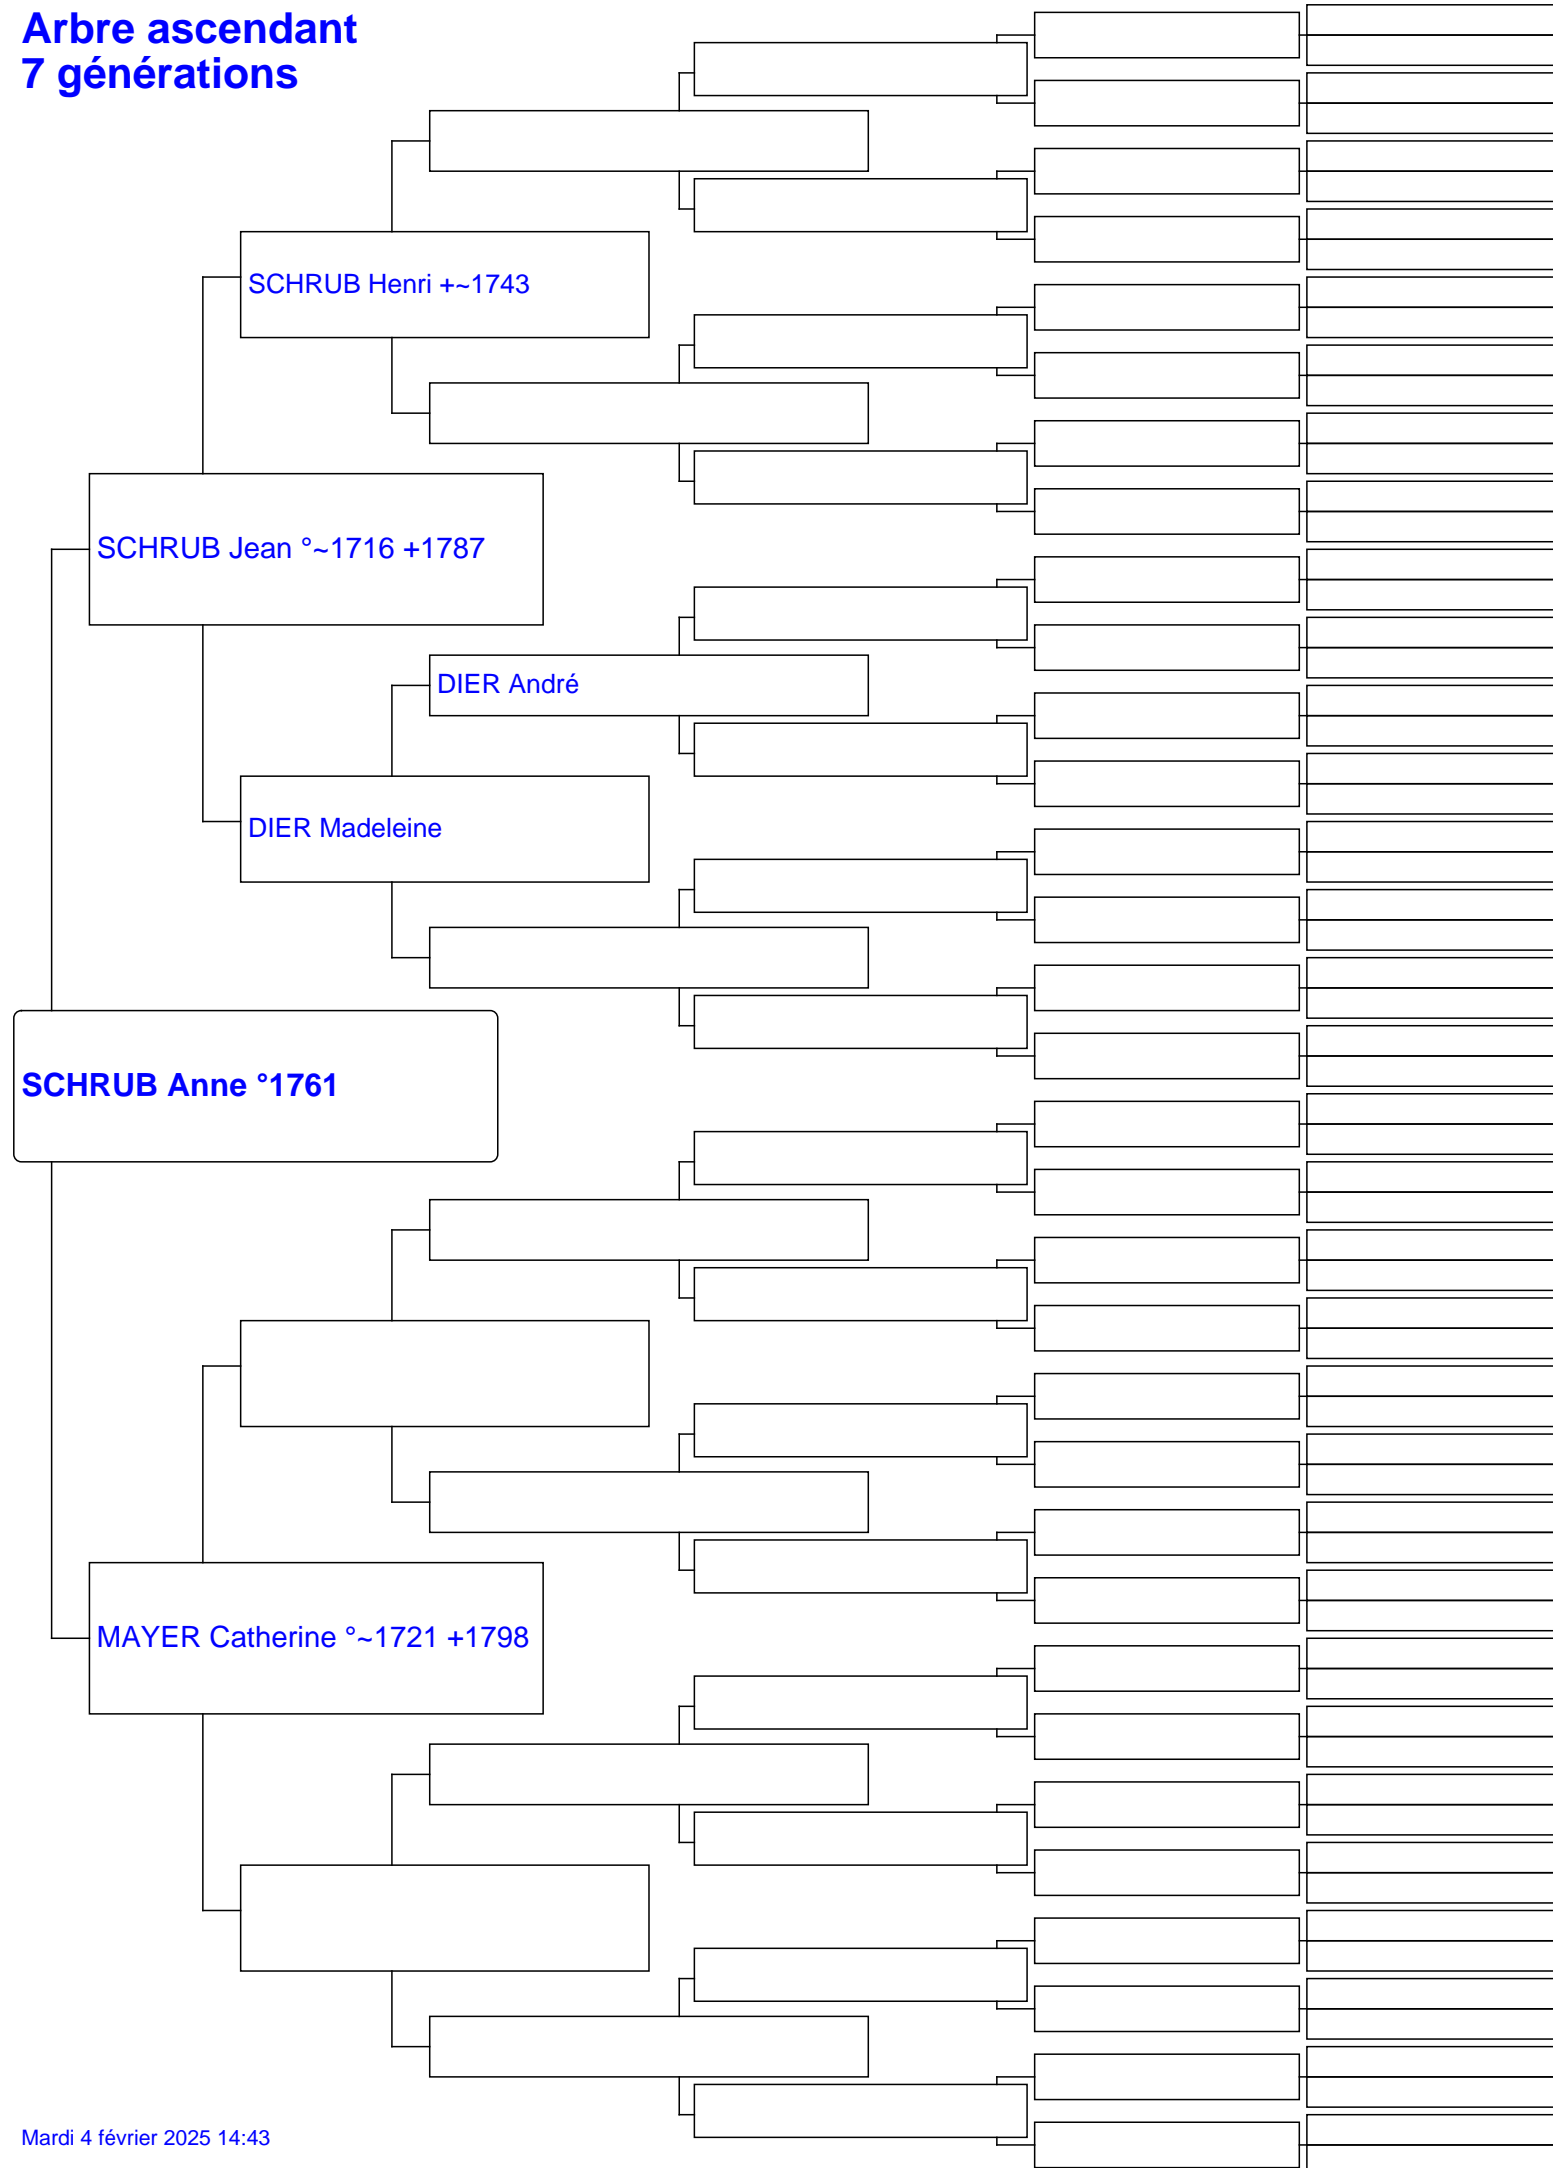 Arbre ascendant
7 générations
SCHRUB Henri +~1743
SCHRUB Jean °~1716 +1787
DIER André
DIER Madeleine
SCHRUB Anne °1761
MAYER Catherine °~1721 +1798
Mardi 4 février 2025 14:43